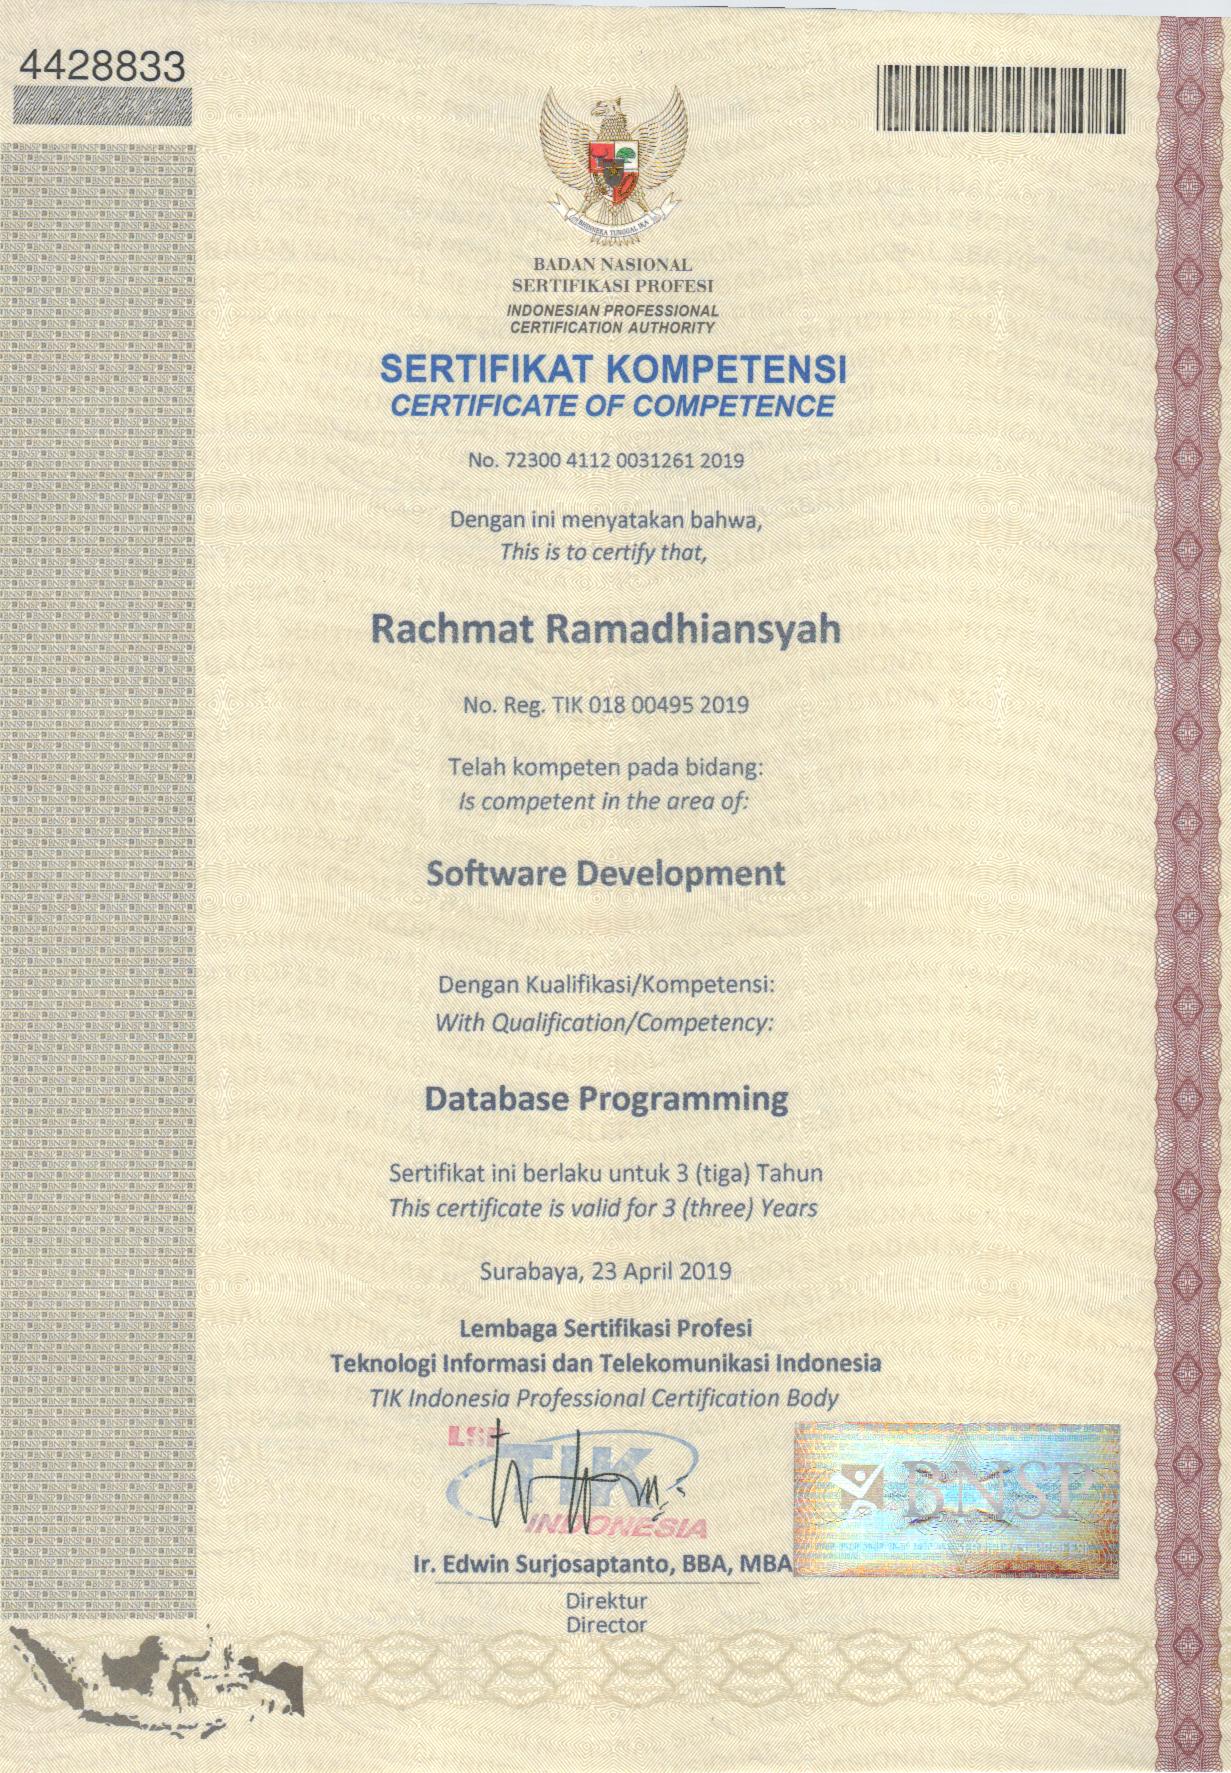 4428833
BHINNEKA TUNGGAL IKA
BADAN NASIONAL
SERTIFIKASI PROFESI
INDONESIAN PROFESSIONAL
CERTIFICATION AUTHORITY
SERTIFIKAT KOMPETENSI
CERTIFICATE OF COMPETENCE
No. 72300 4112 0031261 2019
Dengan ini menyatakan bahwa,
This is to certify that,
Rachmat Ramadhiansyah
No. Reg. TIK 018 00495 2019
Telah kompeten pada bidang:
Is competent in the area of:
Software Development
Dengan Kualifikasi/Kompetensi:
With Qualification/Competency:
Database Programming
Sertifikat ini berlaku untuk 3 (tiga) Tahun
This certificate is valid for 3 (three) Years
Surabaya, 23 April 2019
Lembaga Sertifikasi Profesi
Teknologi Informasi dan Telekomunikasi Indonesia
TIK Indonesia Professional Certification Body
LSP
TIK
INDONESIA
BNSP
Ir. Edwin Surjosaptanto, BBA, MBA
Direktur
Director